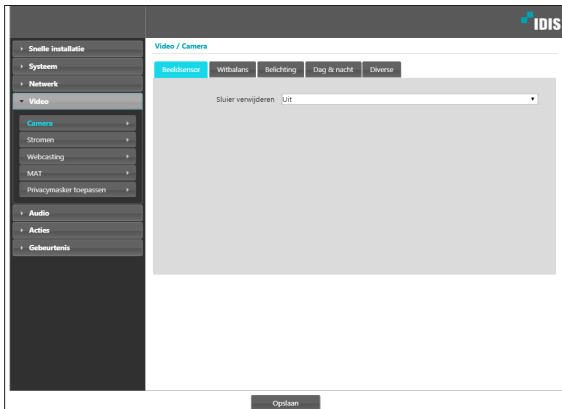 IDIS
Snelle installatie
Systeem
Netwerk
Video
Camera
Stromen
Webcasting
MAT
Privacymasker toepassen
Audio
Acties
Gebeurtenis
Video / Camera
Beeldsensor Witbalans Belichting Dag & nacht Diverse
Sluier verwijderen Uit
Opslaan